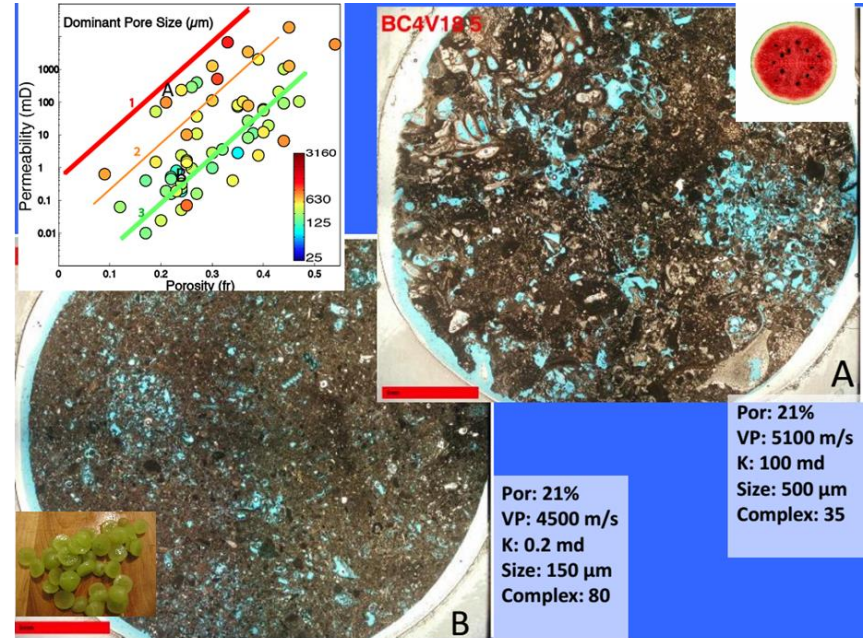 Dominant Pore Size (µm)
Permeability (mD)
1000
100
10
1
0.1
0.01
0
0.1
0.2
0.3
0.4
0.5
Porosity (fr)
1
2
3
A
B
3160
630
125
25
BC4V18 5
A
Por: 21%
VP: 5100 m/s
K: 100 md
Size: 500 µm
Complex: 35
Por: 21%
VP: 4500 m/s
K: 0.2 md
Size: 150 µm
Complex: 80
B